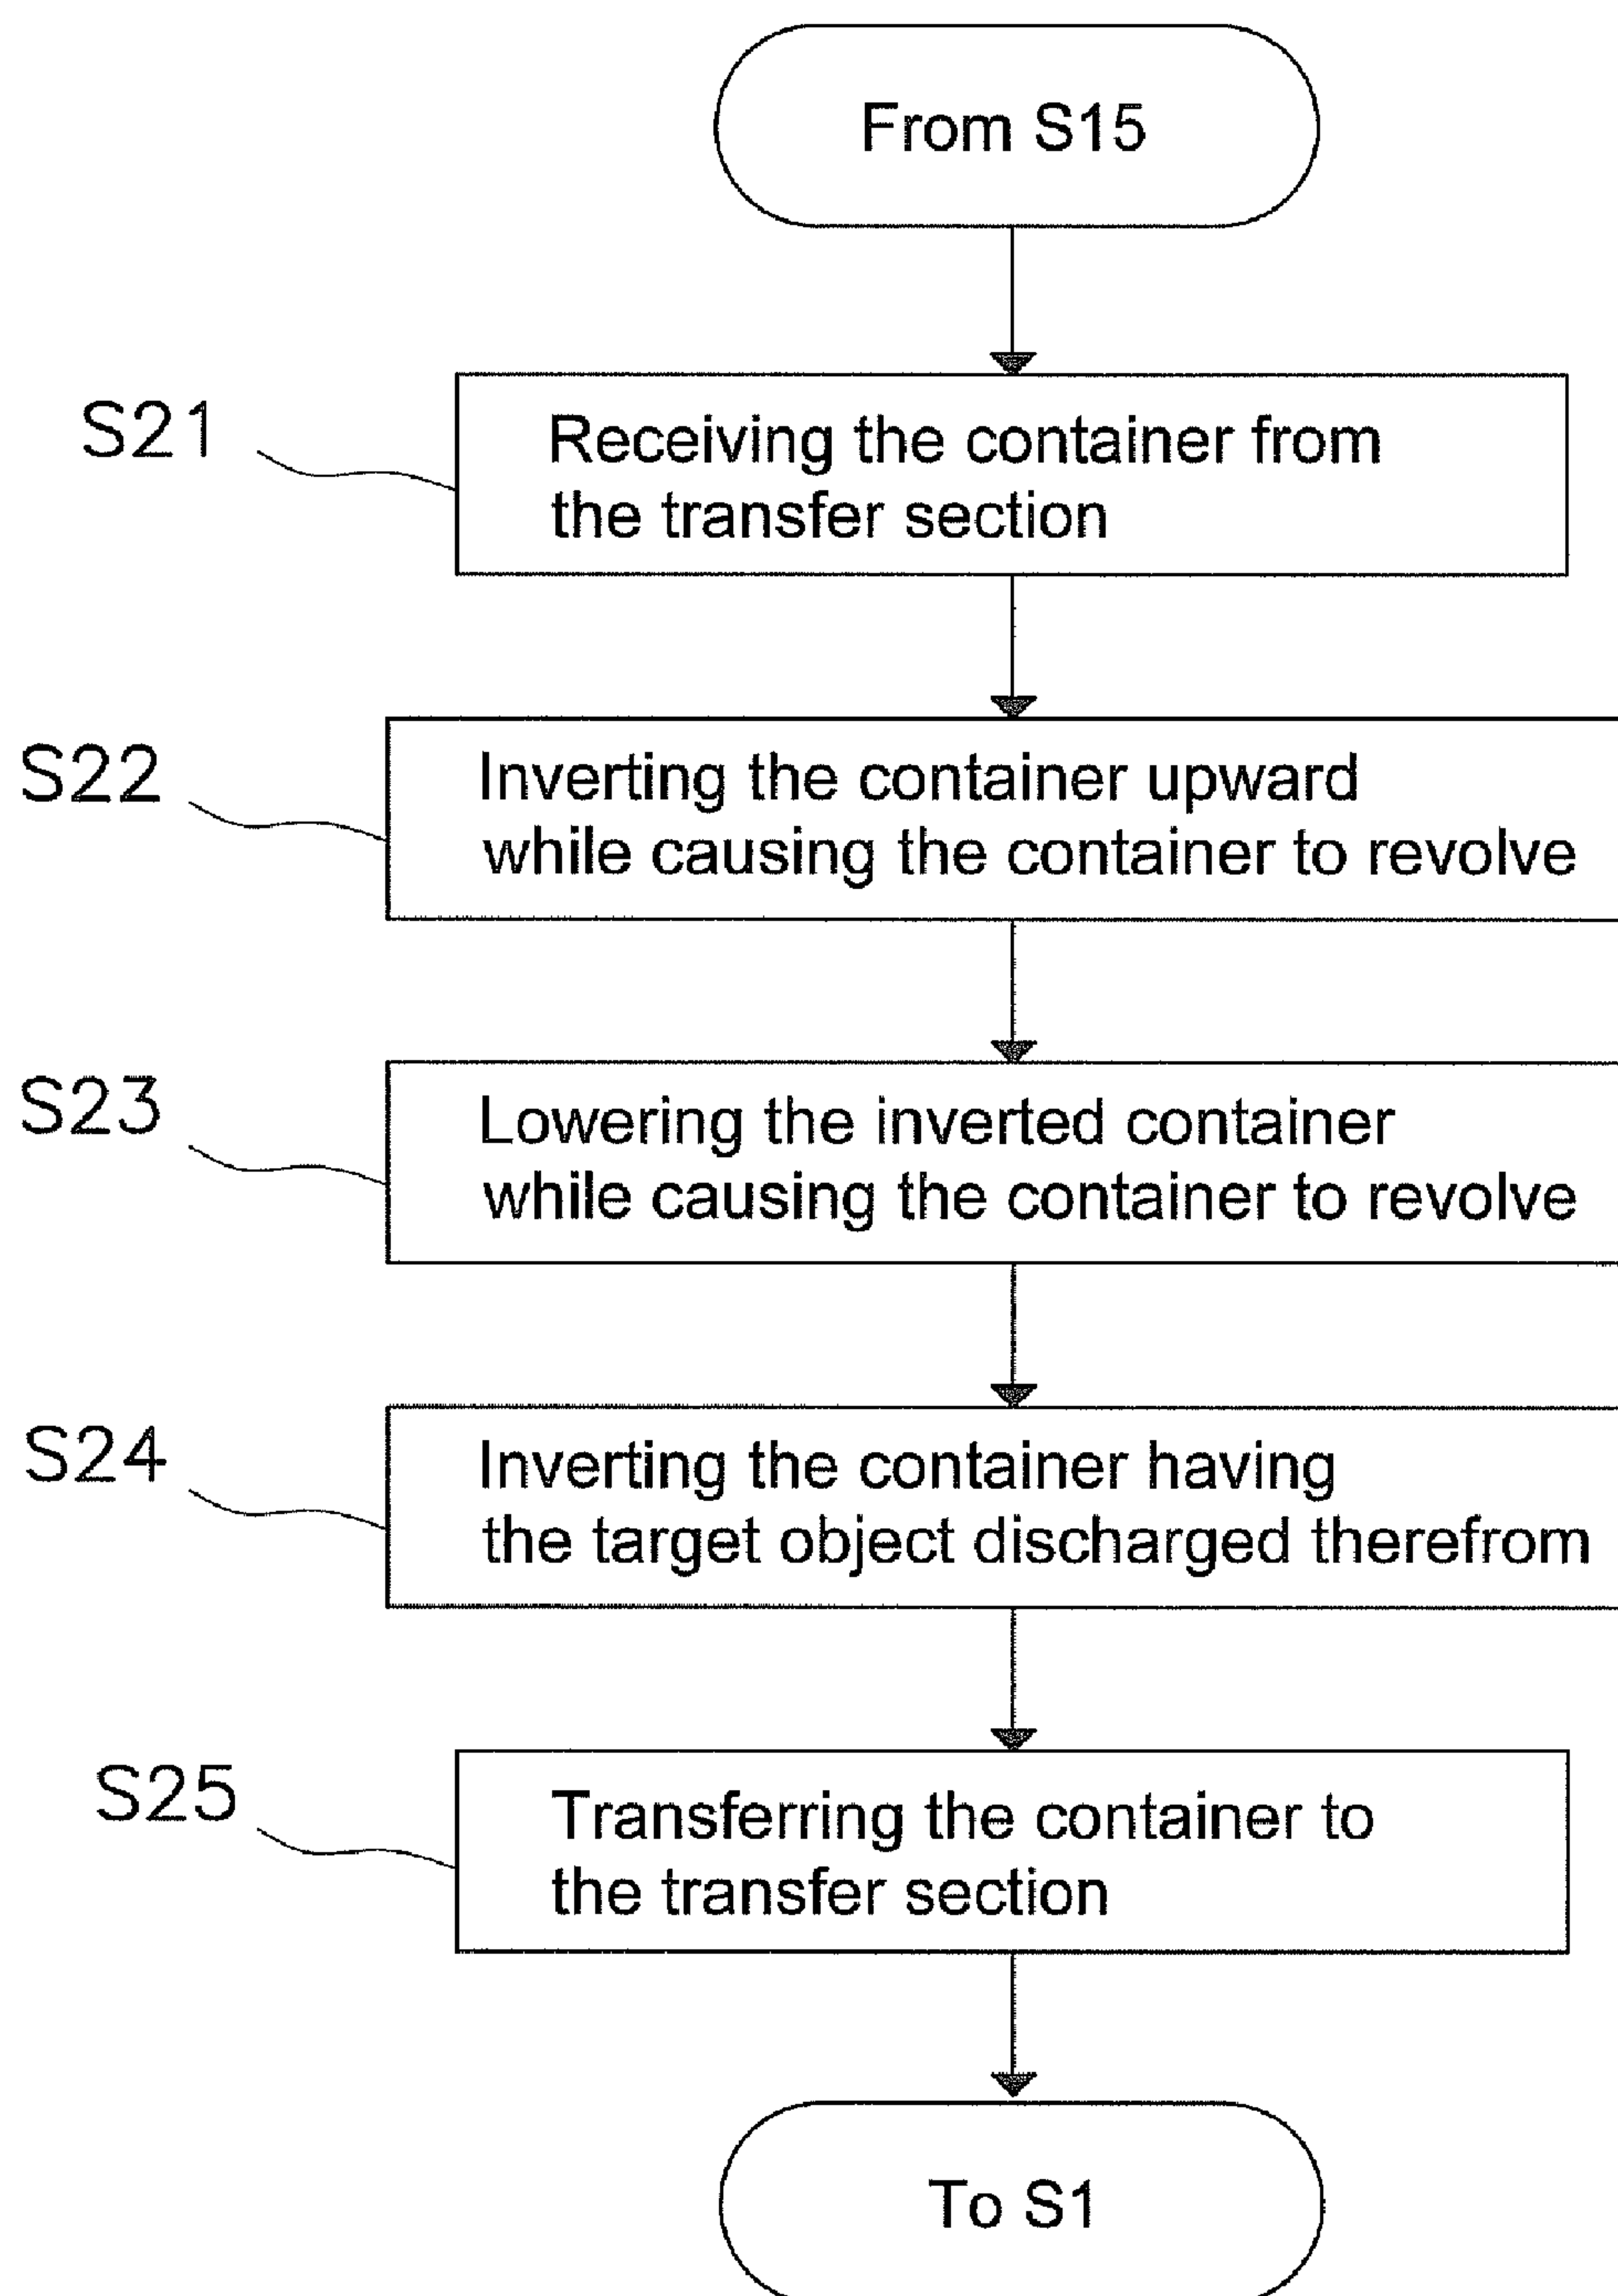 From S15
S21
Receiving the container from
the transfer section
S22
Inverting the container upward
while causing the container to revolve
S23
Lowering the inverted container
while causing the container to revolve
S24
Inverting the container having
the target object discharged therefrom
S25
Transferring the container to
the transfer section
To S1